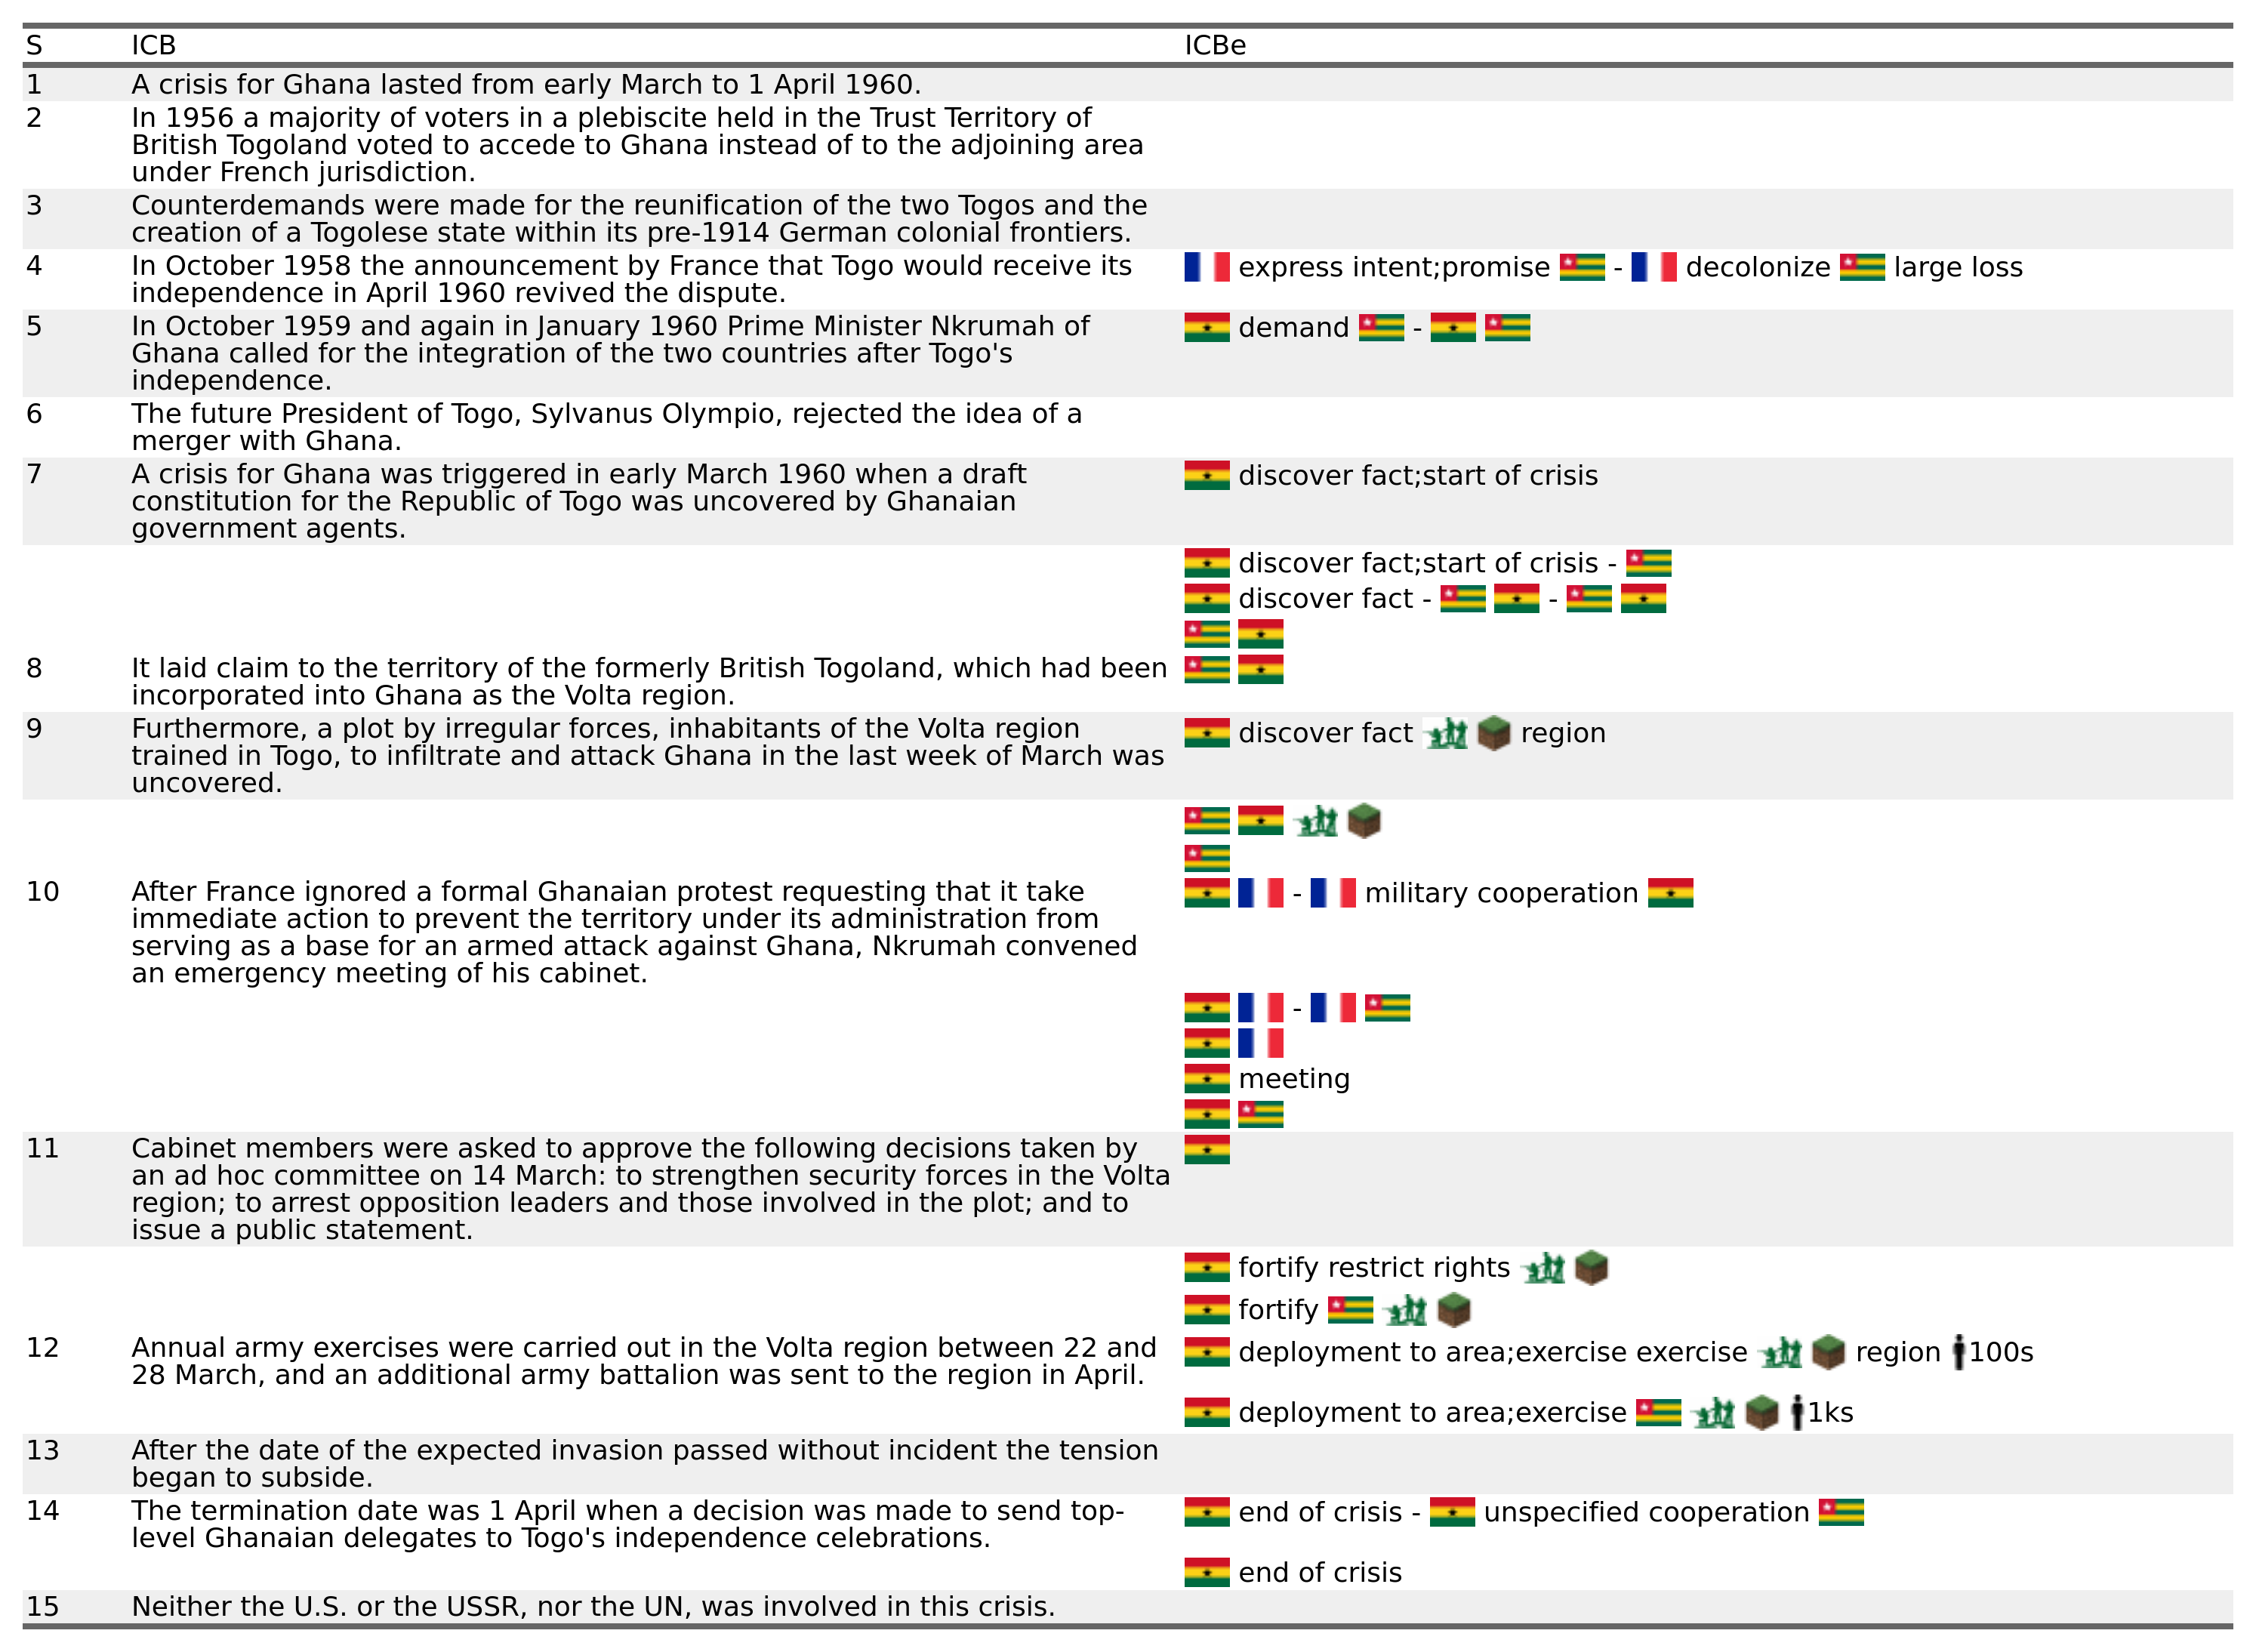 S ICB ICBe
1 A crisis for Ghana lasted from early March to 1 April 1960.
2 In 1956 a majority of voters in a plebiscite held in the Trust Territory of
British Togoland voted to accede to Ghana instead of to the adjoining area
under French jurisdiction.
3 Counterdemands were made for the reunification of the two Togos and the
creation of a Togolese state within its pre-1914 German colonial frontiers.
4 In October 1958 the announcement by France that Togo would receive its
independence in April 1960 revived the dispute.
express intent;promise - decolonize large loss
5 In October 1959 and again in January 1960 Prime Minister Nkrumah of
Ghana called for the integration of the two countries after Togo's
independence.
demand -
6 The future President of Togo, Sylvanus Olympio, rejected the idea of a
merger with Ghana.
7 A crisis for Ghana was triggered in early March 1960 when a draft
constitution for the Republic of Togo was uncovered by Ghanaian
government agents.
discover fact;start of crisis
discover fact;start of crisis -
discover fact - -
8 It laid claim to the territory of the formerly British Togoland, which had been
incorporated into Ghana as the Volta region.
9 Furthermore, a plot by irregular forces, inhabitants of the Volta region
trained in Togo, to infiltrate and attack Ghana in the last week of March was
uncovered.
discover fact region
-
10 After France ignored a formal Ghanaian protest requesting that it take
immediate action to prevent the territory under its administration from
serving as a base for an armed attack against Ghana, Nkrumah convened
an emergency meeting of his cabinet.
- military cooperation
-
meeting
11 Cabinet members were asked to approve the following decisions taken by
an ad hoc committee on 14 March: to strengthen security forces in the Volta
region; to arrest opposition leaders and those involved in the plot; and to
issue a public statement.
fortify restrict rights
fortify
12 Annual army exercises were carried out in the Volta region between 22 and
28 March, and an additional army battalion was sent to the region in April.
deployment to area;exercise exercise region 100s
deployment to area;exercise 1ks
13 After the date of the expected invasion passed without incident the tension
began to subside.
14 The termination date was 1 April when a decision was made to send top-
level Ghanaian delegates to Togo's independence celebrations.
end of crisis - unspecified cooperation
end of crisis
15 Neither the U.S. or the USSR, nor the UN, was involved in this crisis.